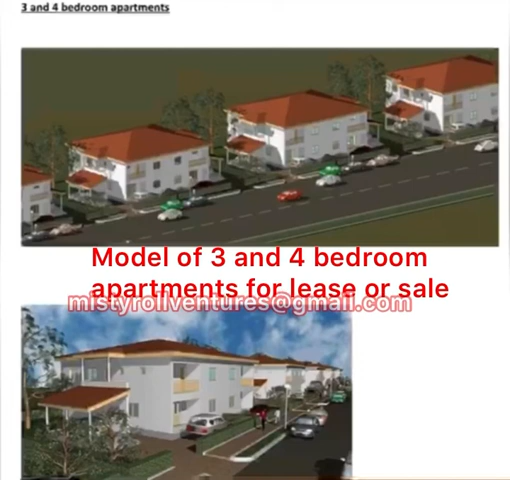 3 and 4 bedroom apartments
Model of 3 and 4 bedroom
apartments for lease or sale
mistyrollventures@gmail.com